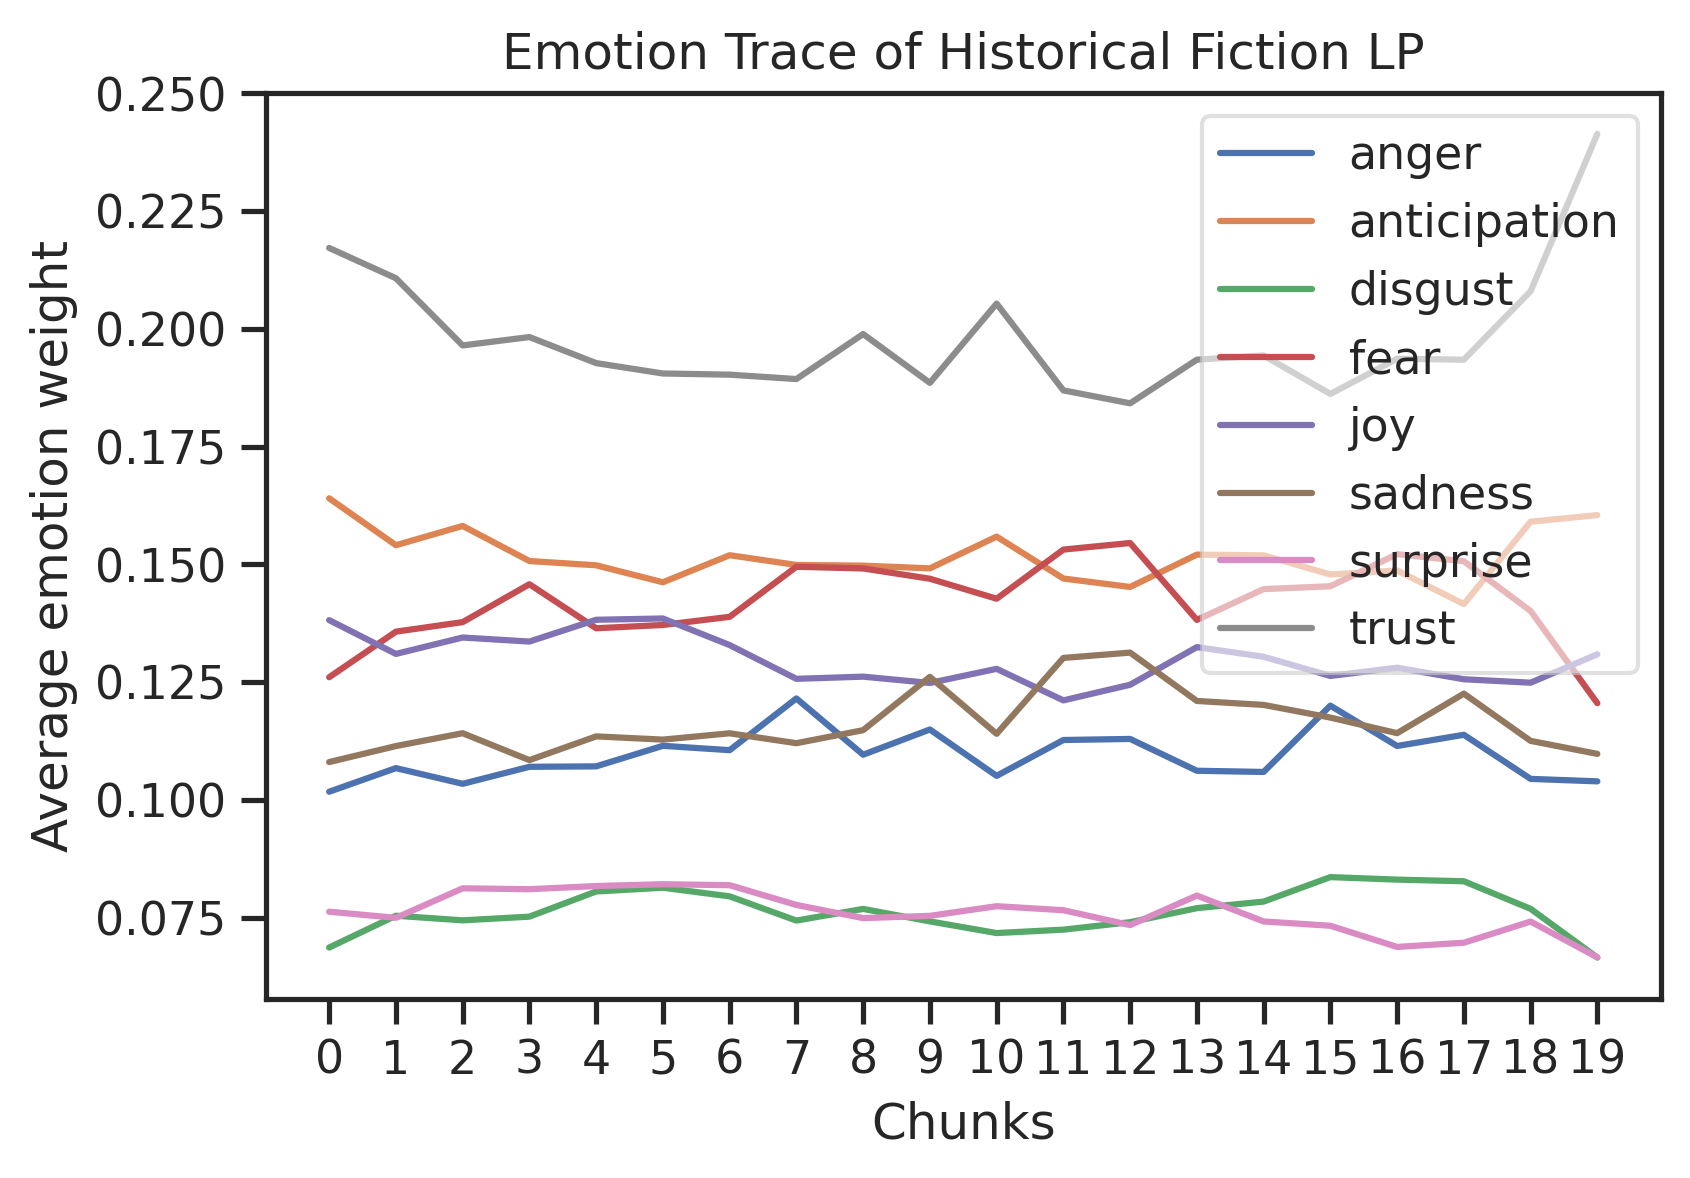 Emotion Trace of Historical Fiction LP
0.250
0.225
0.200
0.175
0.150
0.125
0.100
0.075
Average emotion weight
anger
anticipation
disgust
fear
joy
sadness
surprise
trust
0 1 2 3 4 5 6 7 8 9 10 11 12 13 14 15 16 17 18 19
Chunks